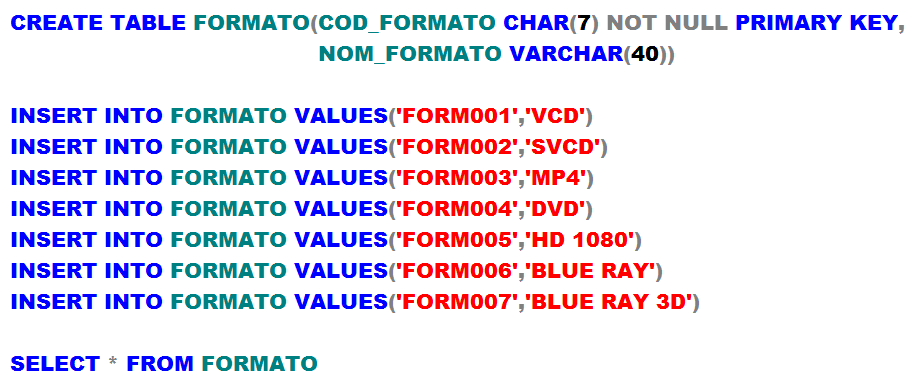 CREATE TABLE FORMATO(COD_FORMATO CHAR(7) NOT NULL PRIMARY KEY,
NOM_FORMATO VARCHAR(40))
INSERT INTO FORMATO VALUES('FORM001','VCD')
INSERT INTO FORMATO VALUES('FORM002','SVCD')
INSERT INTO FORMATO VALUES('FORM003','MP4')
INSERT INTO FORMATO VALUES('FORM004','DVD')
INSERT INTO FORMATO VALUES('FORM005','HD 1080')
INSERT INTO FORMATO VALUES('FORM006','BLUE RAY')
INSERT INTO FORMATO VALUES('FORM007','BLUE RAY 3D')
SELECT * FROM FORMATO